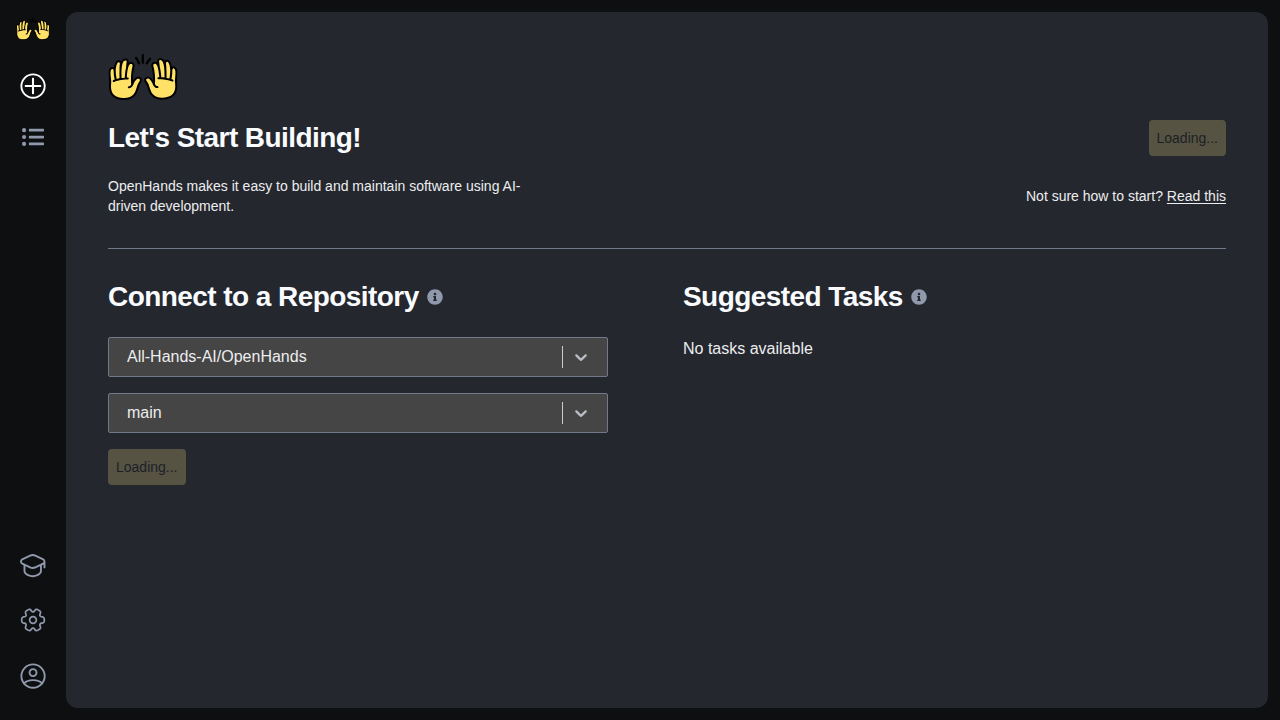 Let's Start Building!
Loading...
OpenHands makes it easy to build and maintain software using AI-
driven development.
Not sure how to start? Read this
Connect to a Repository
All-Hands-AI/OpenHands
main
Loading...
Suggested Tasks
No tasks available